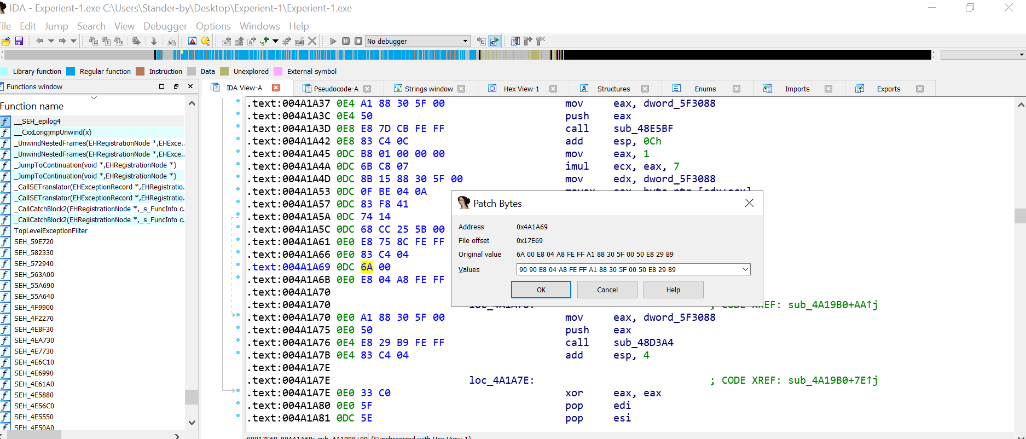 IDA - Experient-1.exe C:\Users\Stander-by\Desktop\Experient-1.exe
File Edit Jump Search View Debugger Options Windows Help
No debugger
Library function Regular function Instruction Data Unexplored External symbol
Functions window
IDA View-A Pseudocode-A Strings window Hex View-1 Structures Enums Imports Exports
Function name
__SEH_epilog4
__CxxLongjmpUnwind(x)
_UnwindNestedFrames(EHRegistrationNode *,EHExce..
_UnwindNestedFrames(EHRegistrationNode *,EHExce..
_JumpToContinuation(void *,EHRegistrationNode *)
_JumpToContinuation(void *,EHRegistrationNode *)
_CallSETranslator(EHExceptionRecord *,EHRegistratio..
_CallSETranslator(EHExceptionRecord *,EHRegistratio..
_CallCatchBlock2(EHRegistrationNode *,_s_FuncInfo c..
_CallCatchBlock2(EHRegistrationNode *,_s_FuncInfo c..
TopLevelExceptionFilter
SEH_59E720
SEH_582330
SEH_572940
SEH_563A00
SEH_55A690
SEH_55A640
SEH_4F9900
SEH_4F2270
SEH_4EBF30
SEH_4EA730
SEH_4E7730
SEH_4E6C10
SEH_4E6990
SEH_4E61A0
SEH_4E5880
SEH_4E56C0
SEH_4E5550
SEH_4E50A0
.text:004A1A37 0E4 A1 88 30 5F 00 mov eax, dword_5F3088
.text:004A1A3C 0E4 50 push eax
.text:004A1A3D 0E8 E8 7D CB FE FF call sub_48E5BF
.text:004A1A42 0E8 83 C4 0C add esp, 0Ch
.text:004A1A45 0DC B8 01 00 00 00 mov eax, 1
.text:004A1A4A 0DC 6B C8 07 imul ecx, eax, 7
.text:004A1A4D 0DC 8B 15 88 30 5F 00 mov edx, dword_5F3088
.text:004A1A53 0DC 0F BE 04 0A
.text:004A1A57 0DC 83 F8 41
.text:004A1A5A 0DC 74 14
.text:004A1A5C 0DC 68 CC 25 5B 00
.text:004A1A61 0E0 E8 75 8C FE FF
.text:004A1A66 0E0 83 C4 04
.text:004A1A69 0DC 6A 00
.text:004A1A6B 0E0 E8 04 A8 FE FF
.text:004A1A70
.text:004A1A70 ; CODE XREF: sub_4A19B0+AA↑j
.text:004A1A70 0E0 A1 88 30 5F 00 mov eax, dword_5F3088
.text:004A1A75 0E0 50 push eax
.text:004A1A76 0E4 E8 29 B9 FE FF call sub_48D3A4
.text:004A1A7B 0E4 83 C4 04 add esp, 4
.text:004A1A7E
.text:004A1A7E loc_4A1A7E: ; CODE XREF: sub_4A19B0+7E↑j
.text:004A1A7E 0E0 33 C0 xor eax, eax
.text:004A1A80 0E0 5F pop edi
.text:004A1A81 0DC 5E pop esi
Patch Bytes
Address 0x4A1A69
File offset 0x17E69
Original value 6A 00 E8 04 A8 FE FF A1 88 30 5F 00 50 E8 29 B9
Values 90 90 E8 04 A8 FE FF A1 88 30 5F 00 50 E8 29 B9
OK Cancel Help